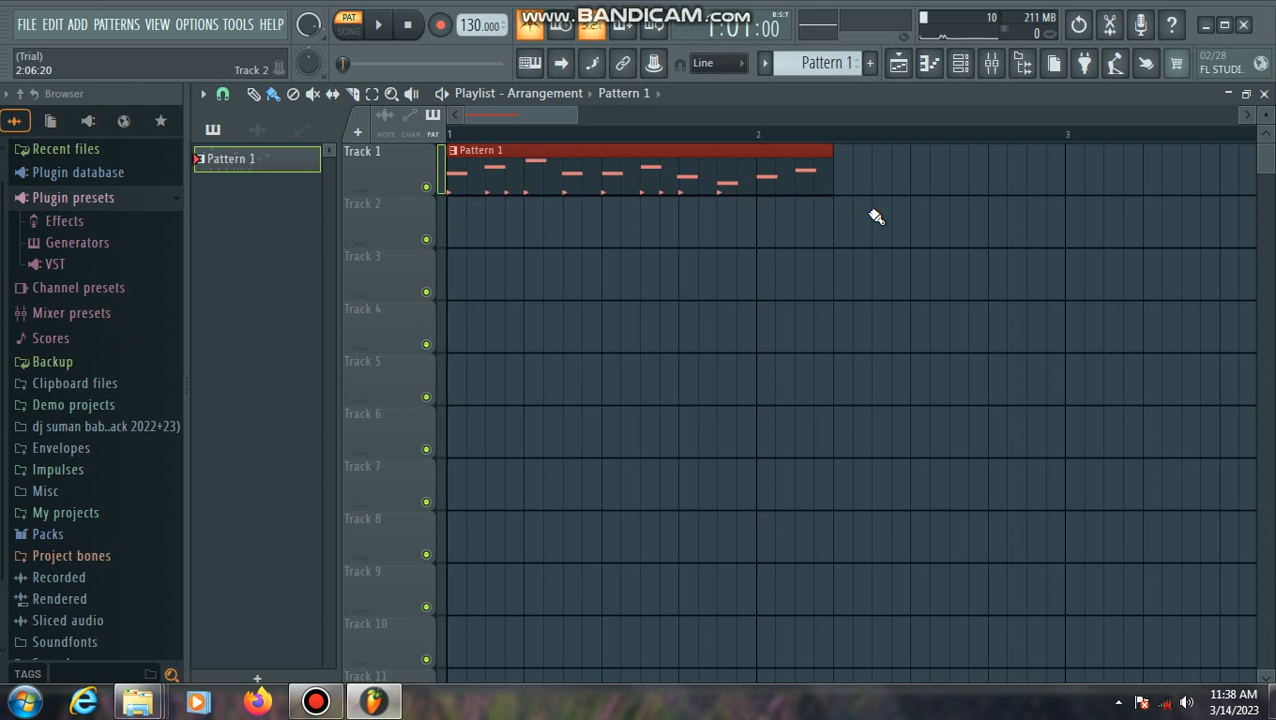 www.BANDICAM.com
FILE EDIT ADD PATTERNS VIEW OPTIONS TOOLS HELP
PAT
SONG
130.000
B:S:T
1:01:00
10
211 MB
0
(Trial)
2:06:20
Track 2
Line
Pattern 1
+
02/28
FL STUDI..
Browser
Playlist - Arrangement
Pattern 1
NOTE
CHAN
PAT
1
2
3
Recent files
Plugin database
Plugin presets
Effects
Generators
VST
Channel presets
Mixer presets
Scores
Backup
Clipboard files
Demo projects
dj suman bab..ack 2022+23)
Envelopes
Impulses
Misc
My projects
Packs
Project bones
Recorded
Rendered
Sliced audio
Soundfonts
TAGS
Pattern 1
Track 1
Pattern 1
Track 2
Track 3
Track 4
Track 5
Track 6
Track 7
Track 8
Track 9
Track 10
Track 11
11:38 AM
3/14/2023